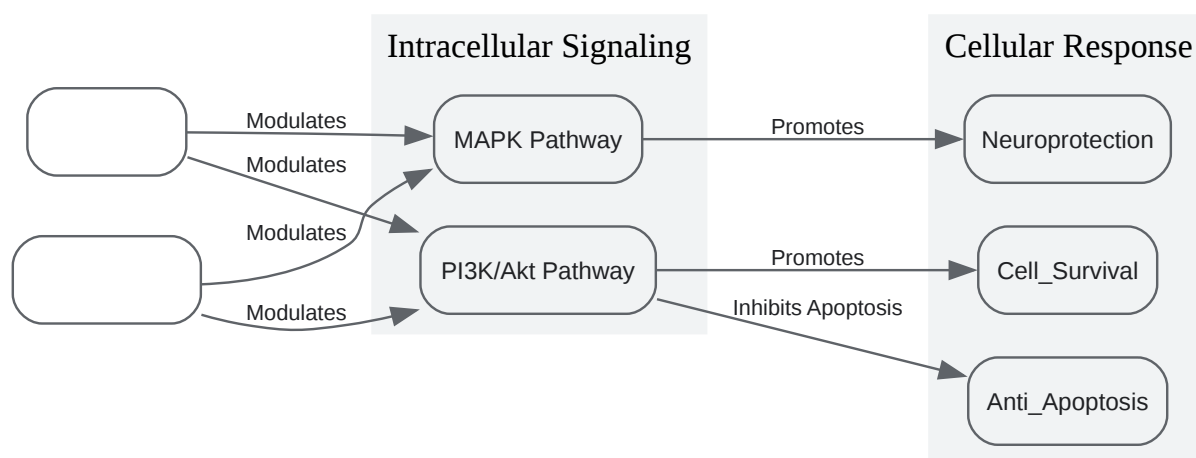 Intracellular Signaling
Cellular Response
Modulates
MAPK Pathway
Promotes
Neuroprotection
Modulates
Modulates
PI3K/Akt Pathway
Promotes
Cell_Survival
Modulates
Inhibits Apoptosis
Anti_Apoptosis